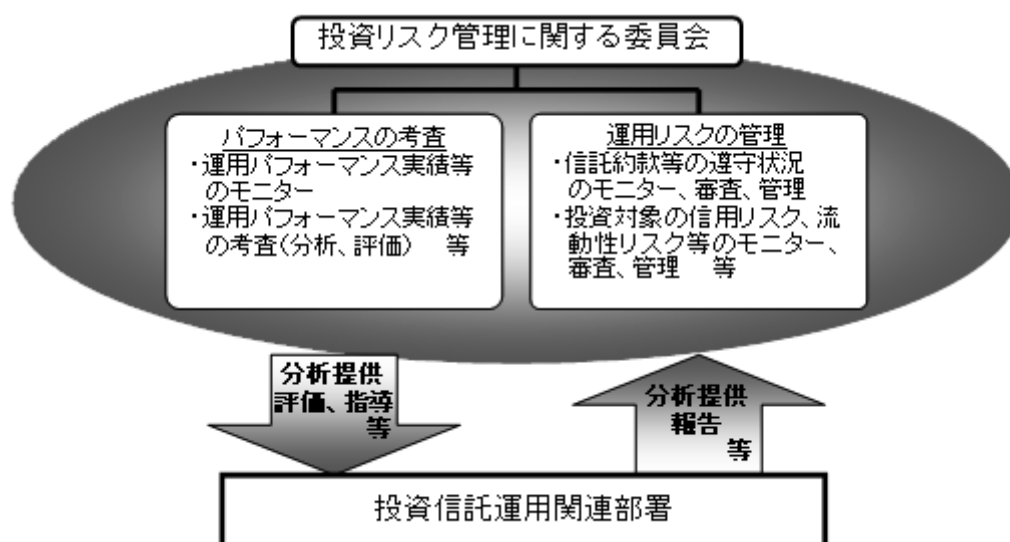 投資リスク管理に関する委員会
パフォーマンスの考査
・運用パフォーマンス実績等
のモニター
・運用パフォーマンス実績等
の考査(分析、評価) 等
運用リスクの管理
・信託約款等の遵守状況
のモニター、審査、管理
・投資対象の信用リスク、流
動性リスク等のモニター、
審査、管理 等
分析提供
評価、指導
等
分析提供
報告
等
投資信託運用関連部署